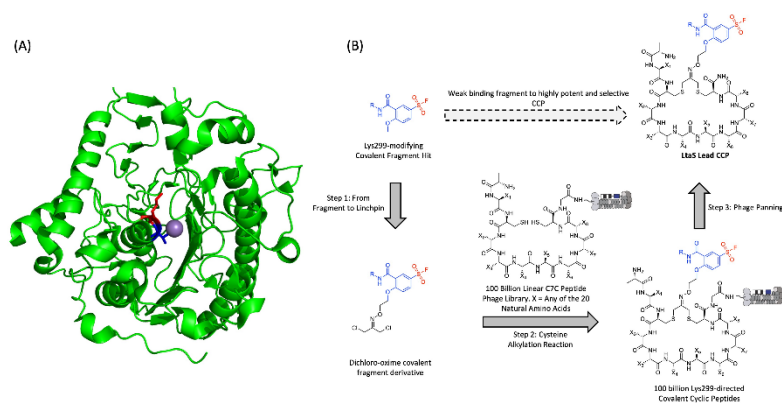 (A)
(B)
Lys299-modifying
Covalent Fragment Hit
Weak binding fragment to highly potent and selective
CCP
LtaS Lead CCP
Step 1: From
Fragment to Linchpin
Step 3: Phage Panning
100 Billion Linear C7C Peptide
Phage Library. X = Any of the 20
Natural Amino Acids
Step 2: Cysteine
Alkylation Reaction
Dichloro-oxime covalent
fragment derivative
100 billion Lys299-directed
Covalent Cyclic Peptides